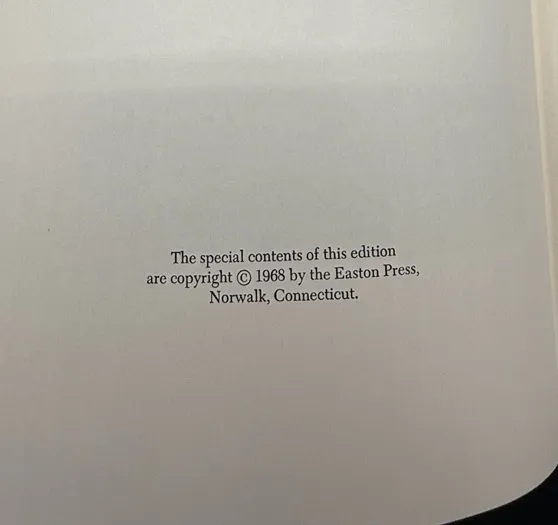 The special contents of this edition
are copyright © 1968 by the Easton Press,
Norwalk, Connecticut.